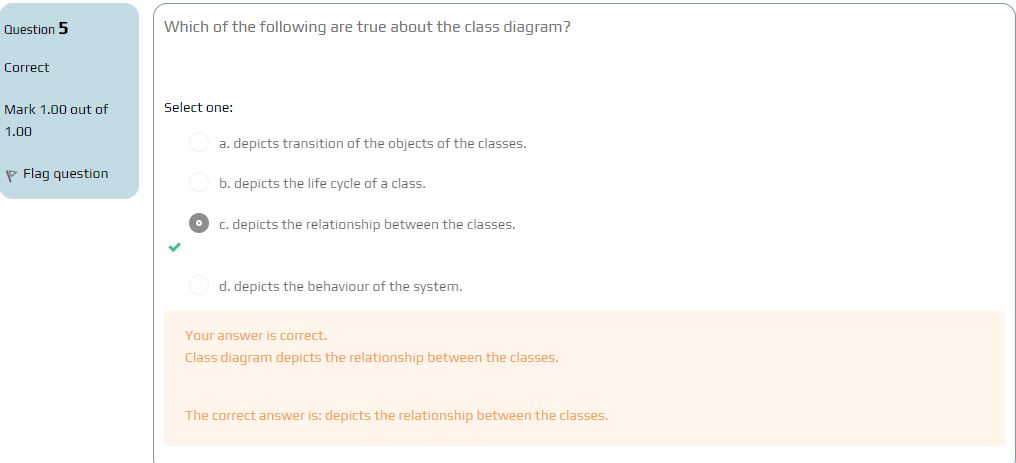 Question 5
Correct
Mark 1.00 out of
1.00
Flag question
Which of the following are true about the class diagram?
Select one:
a. depicts transition of the objects of the classes.
b. depicts the life cycle of a class.
c. depicts the relationship between the classes.
d. depicts the behaviour of the system.
Your answer is correct.
Class diagram depicts the relationship between the classes.
The correct answer is: depicts the relationship between the classes.